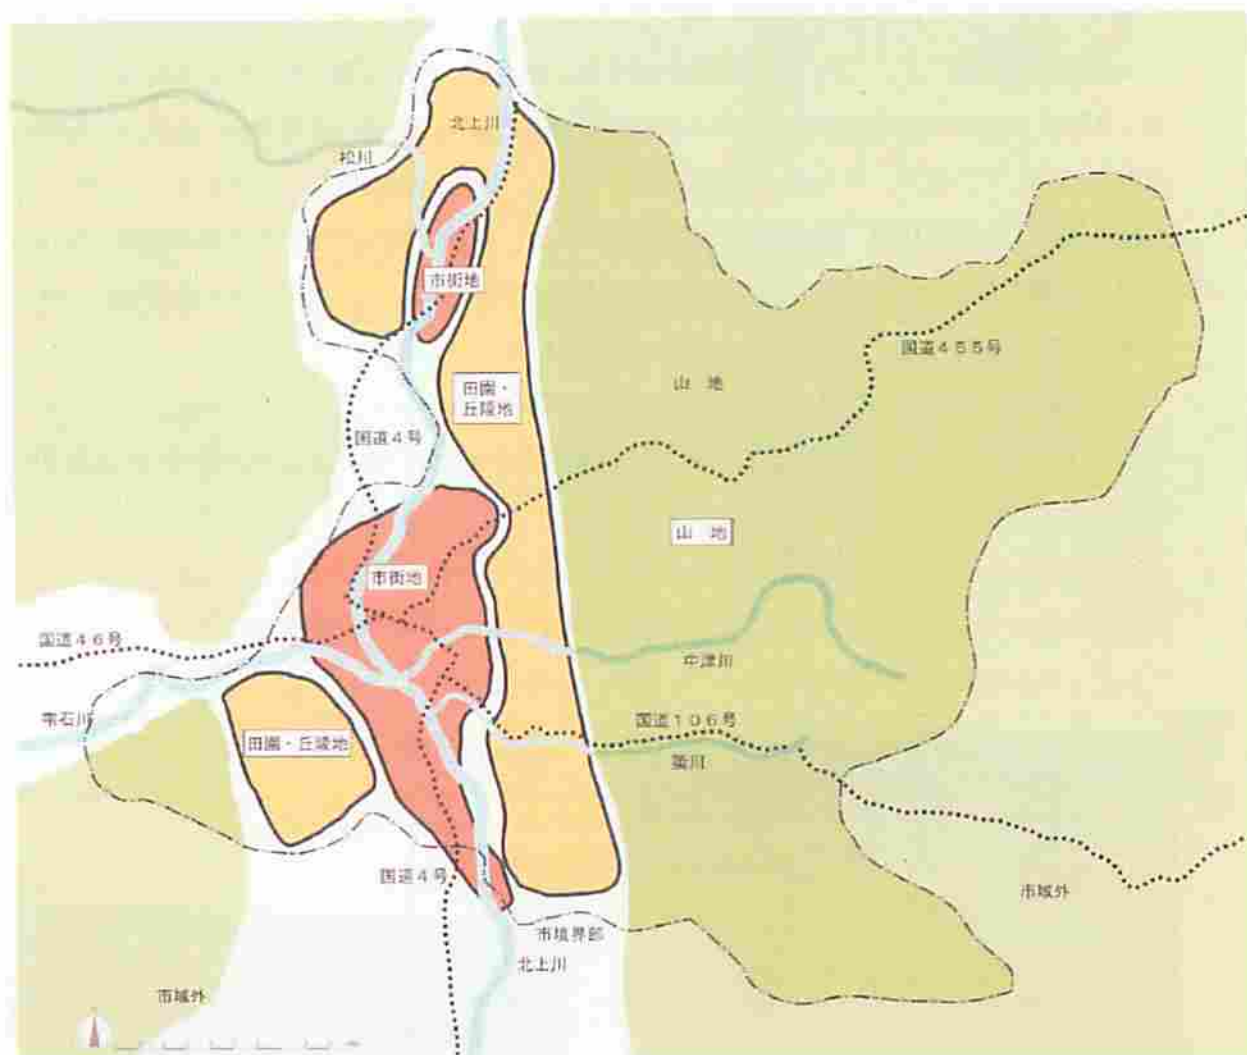 北上川
松川
市街地
国道455号
山 地
田園・
丘陵地
国道4号
山 地
市街地
国道46号
中津川
雫石川
国道106号
簗川
田園・丘陵地
国道4号
市域外
市境界部
北上川
市域外